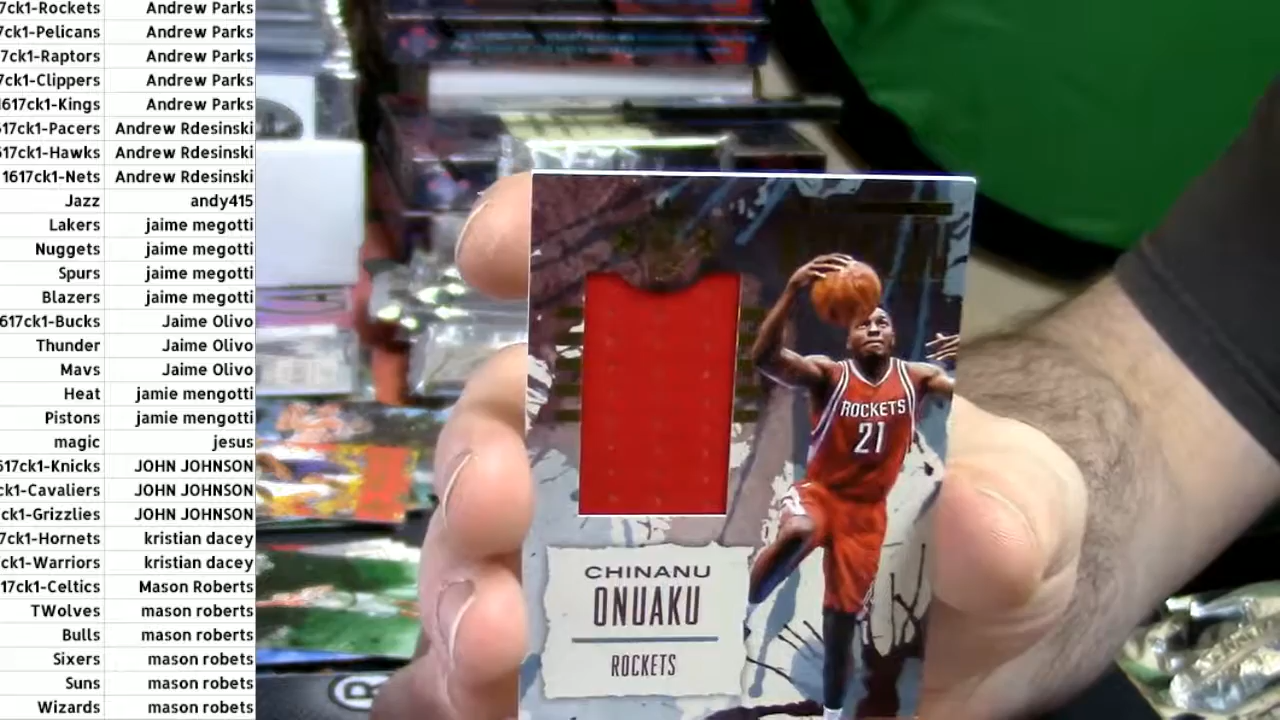 7ck1-Rockets Andrew Parks
7ck1-Pelicans Andrew Parks
7ck1-Raptors Andrew Parks
7ck1-Clippers Andrew Parks
1617ck1-Kings Andrew Parks
617ck1-Pacers Andrew Rdesinski
617ck1-Hawks Andrew Rdesinski
1617ck1-Nets Andrew Rdesinski
Jazz andy415
Lakers jaime megotti
Nuggets jaime megotti
Spurs jaime megotti
Blazers jaime megotti
617ck1-Bucks Jaime Olivo
Thunder Jaime Olivo
Mavs Jaime Olivo
Heat jamie mengotti
Pistons jamie mengotti
magic jesus
617ck1-Knicks JOHN JOHNSON
ck1-Cavaliers JOHN JOHNSON
ck1-Grizzlies JOHN JOHNSON
7ck1-Hornets kristian dacey
ck1-Warriors kristian dacey
17ck1-Celtics Mason Roberts
TWolves mason roberts
Bulls mason roberts
Sixers mason robets
Suns mason robets
Wizards mason robets
ROCKETS
21
CHINANU
ONUAKU
ROCKETS